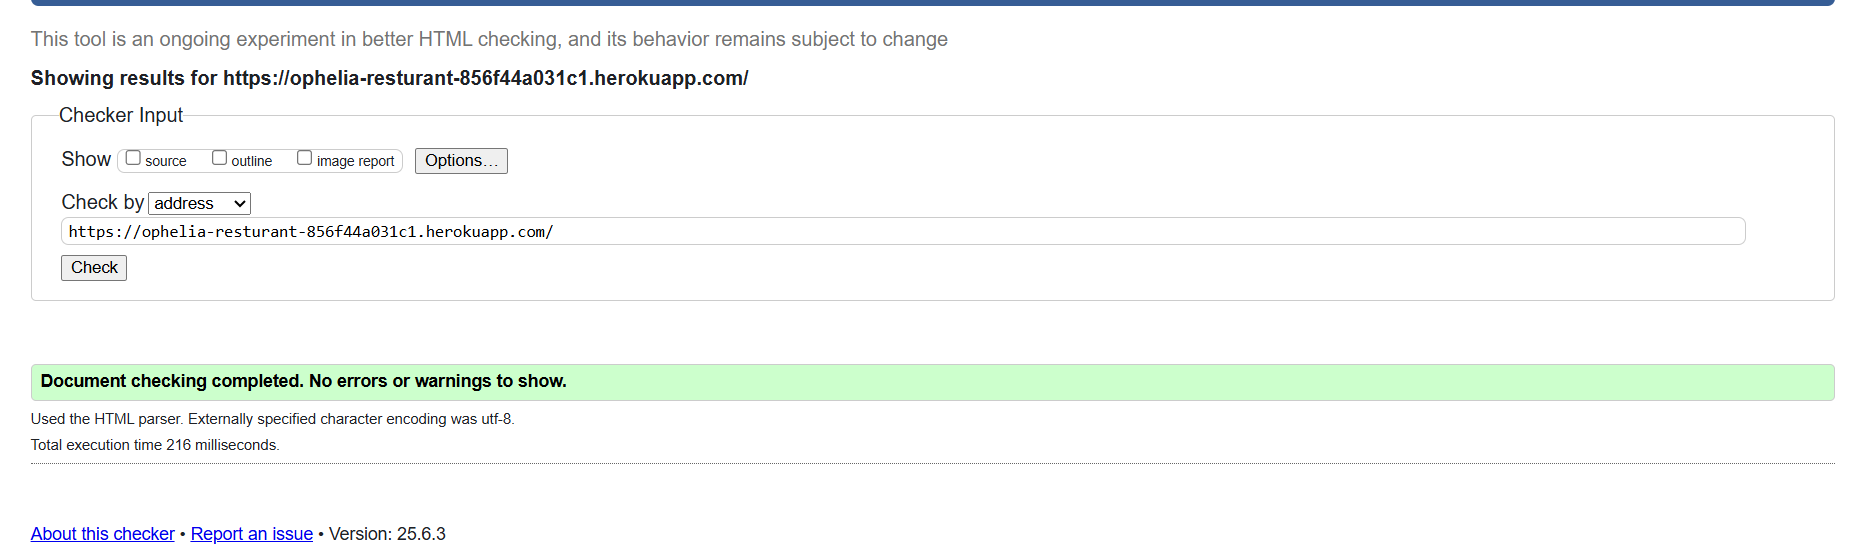 This tool is an ongoing experiment in better HTML checking, and its behavior remains subject to change
Showing results for https://ophelia-resturant-856f44a031c1.herokuapp.com/
Checker Input
Show source outline image report Options...
Check by address
https://ophelia-resturant-856f44a031c1.herokuapp.com/
Check
Document checking completed. No errors or warnings to show.
Used the HTML parser. Externally specified character encoding was utf-8.
Total execution time 216 milliseconds.
About this checker • Report an issue • Version: 25.6.3